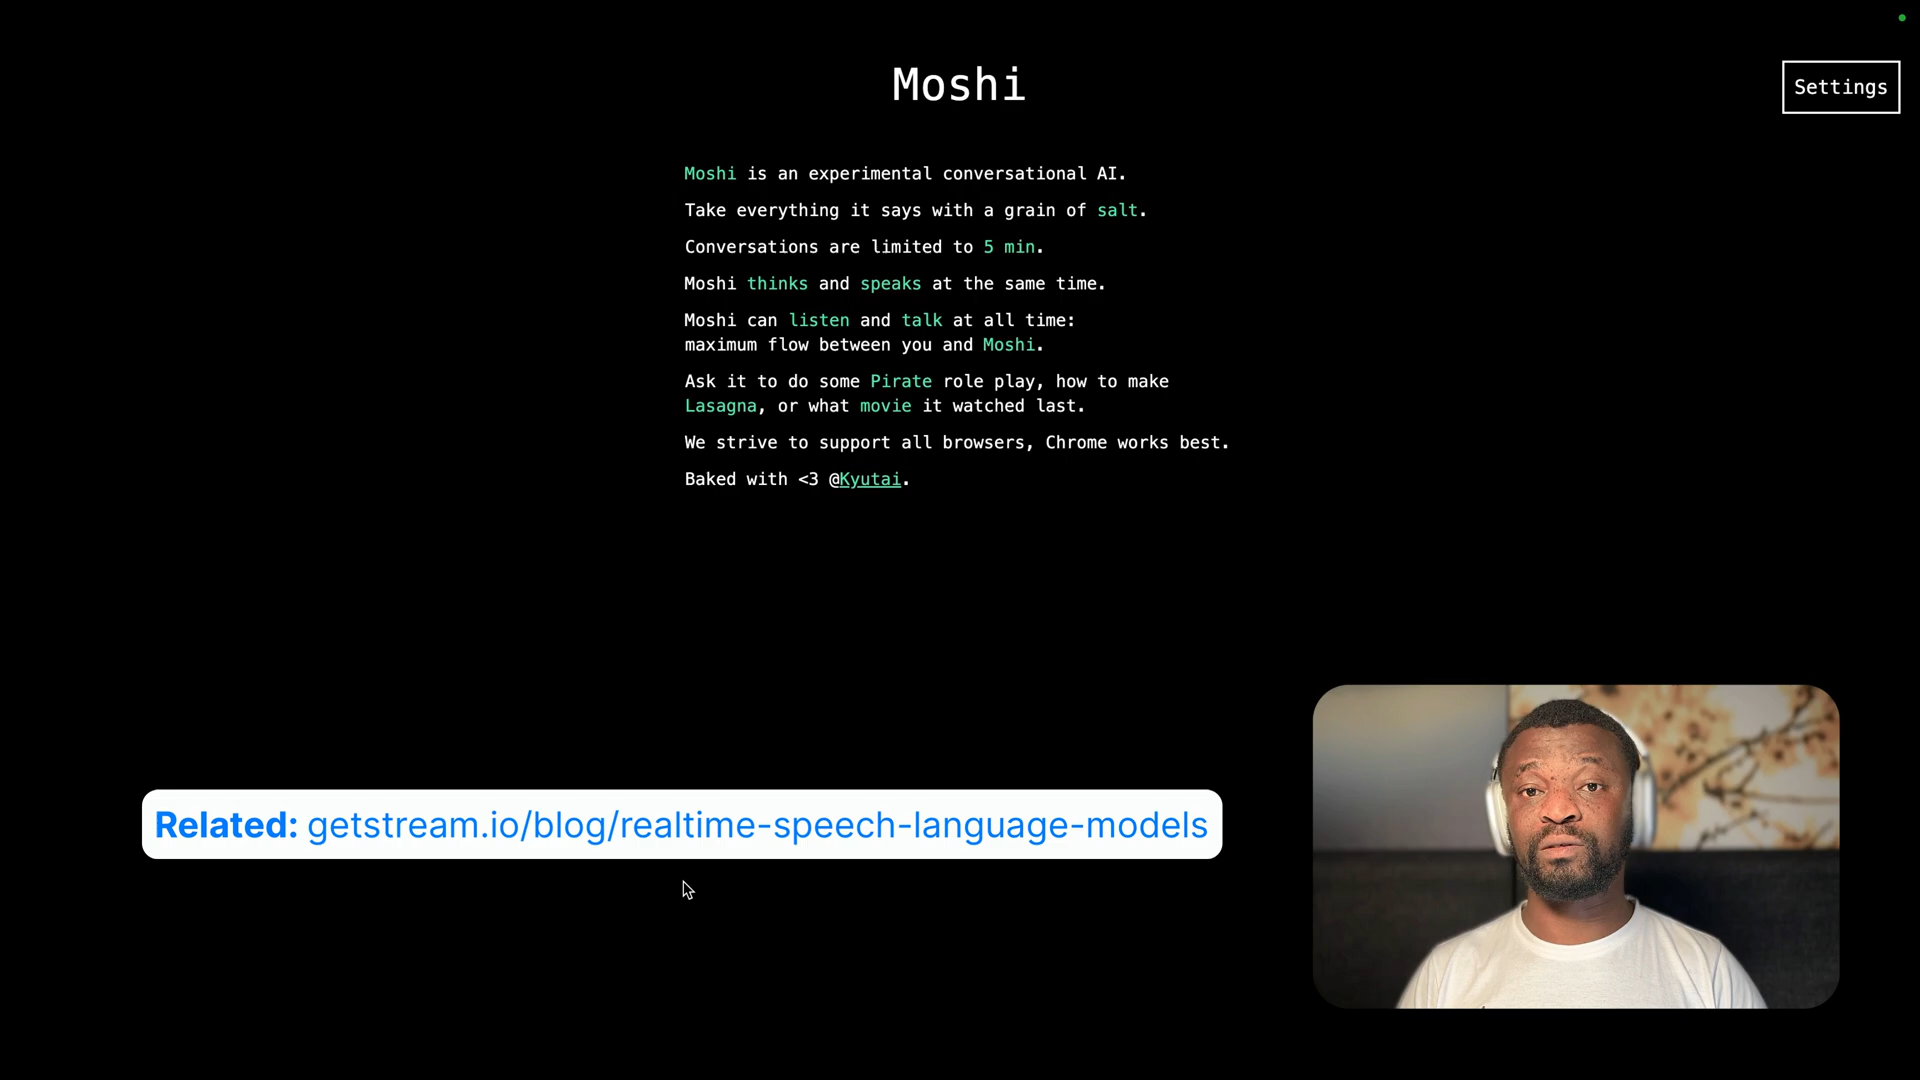 Moshi
Settings
Moshi is an experimental conversational AI.
Take everything it says with a grain of salt.
Conversations are limited to 5 min.
Moshi thinks and speaks at the same time.
Moshi can listen and talk at all time:
maximum flow between you and Moshi.
Ask it to do some Pirate role play, how to make
Lasagna, or what movie it watched last.
We strive to support all browsers, Chrome works best.
Baked with <3 @Kyutai.
Related: getstream.io/blog/realtime-speech-language-models